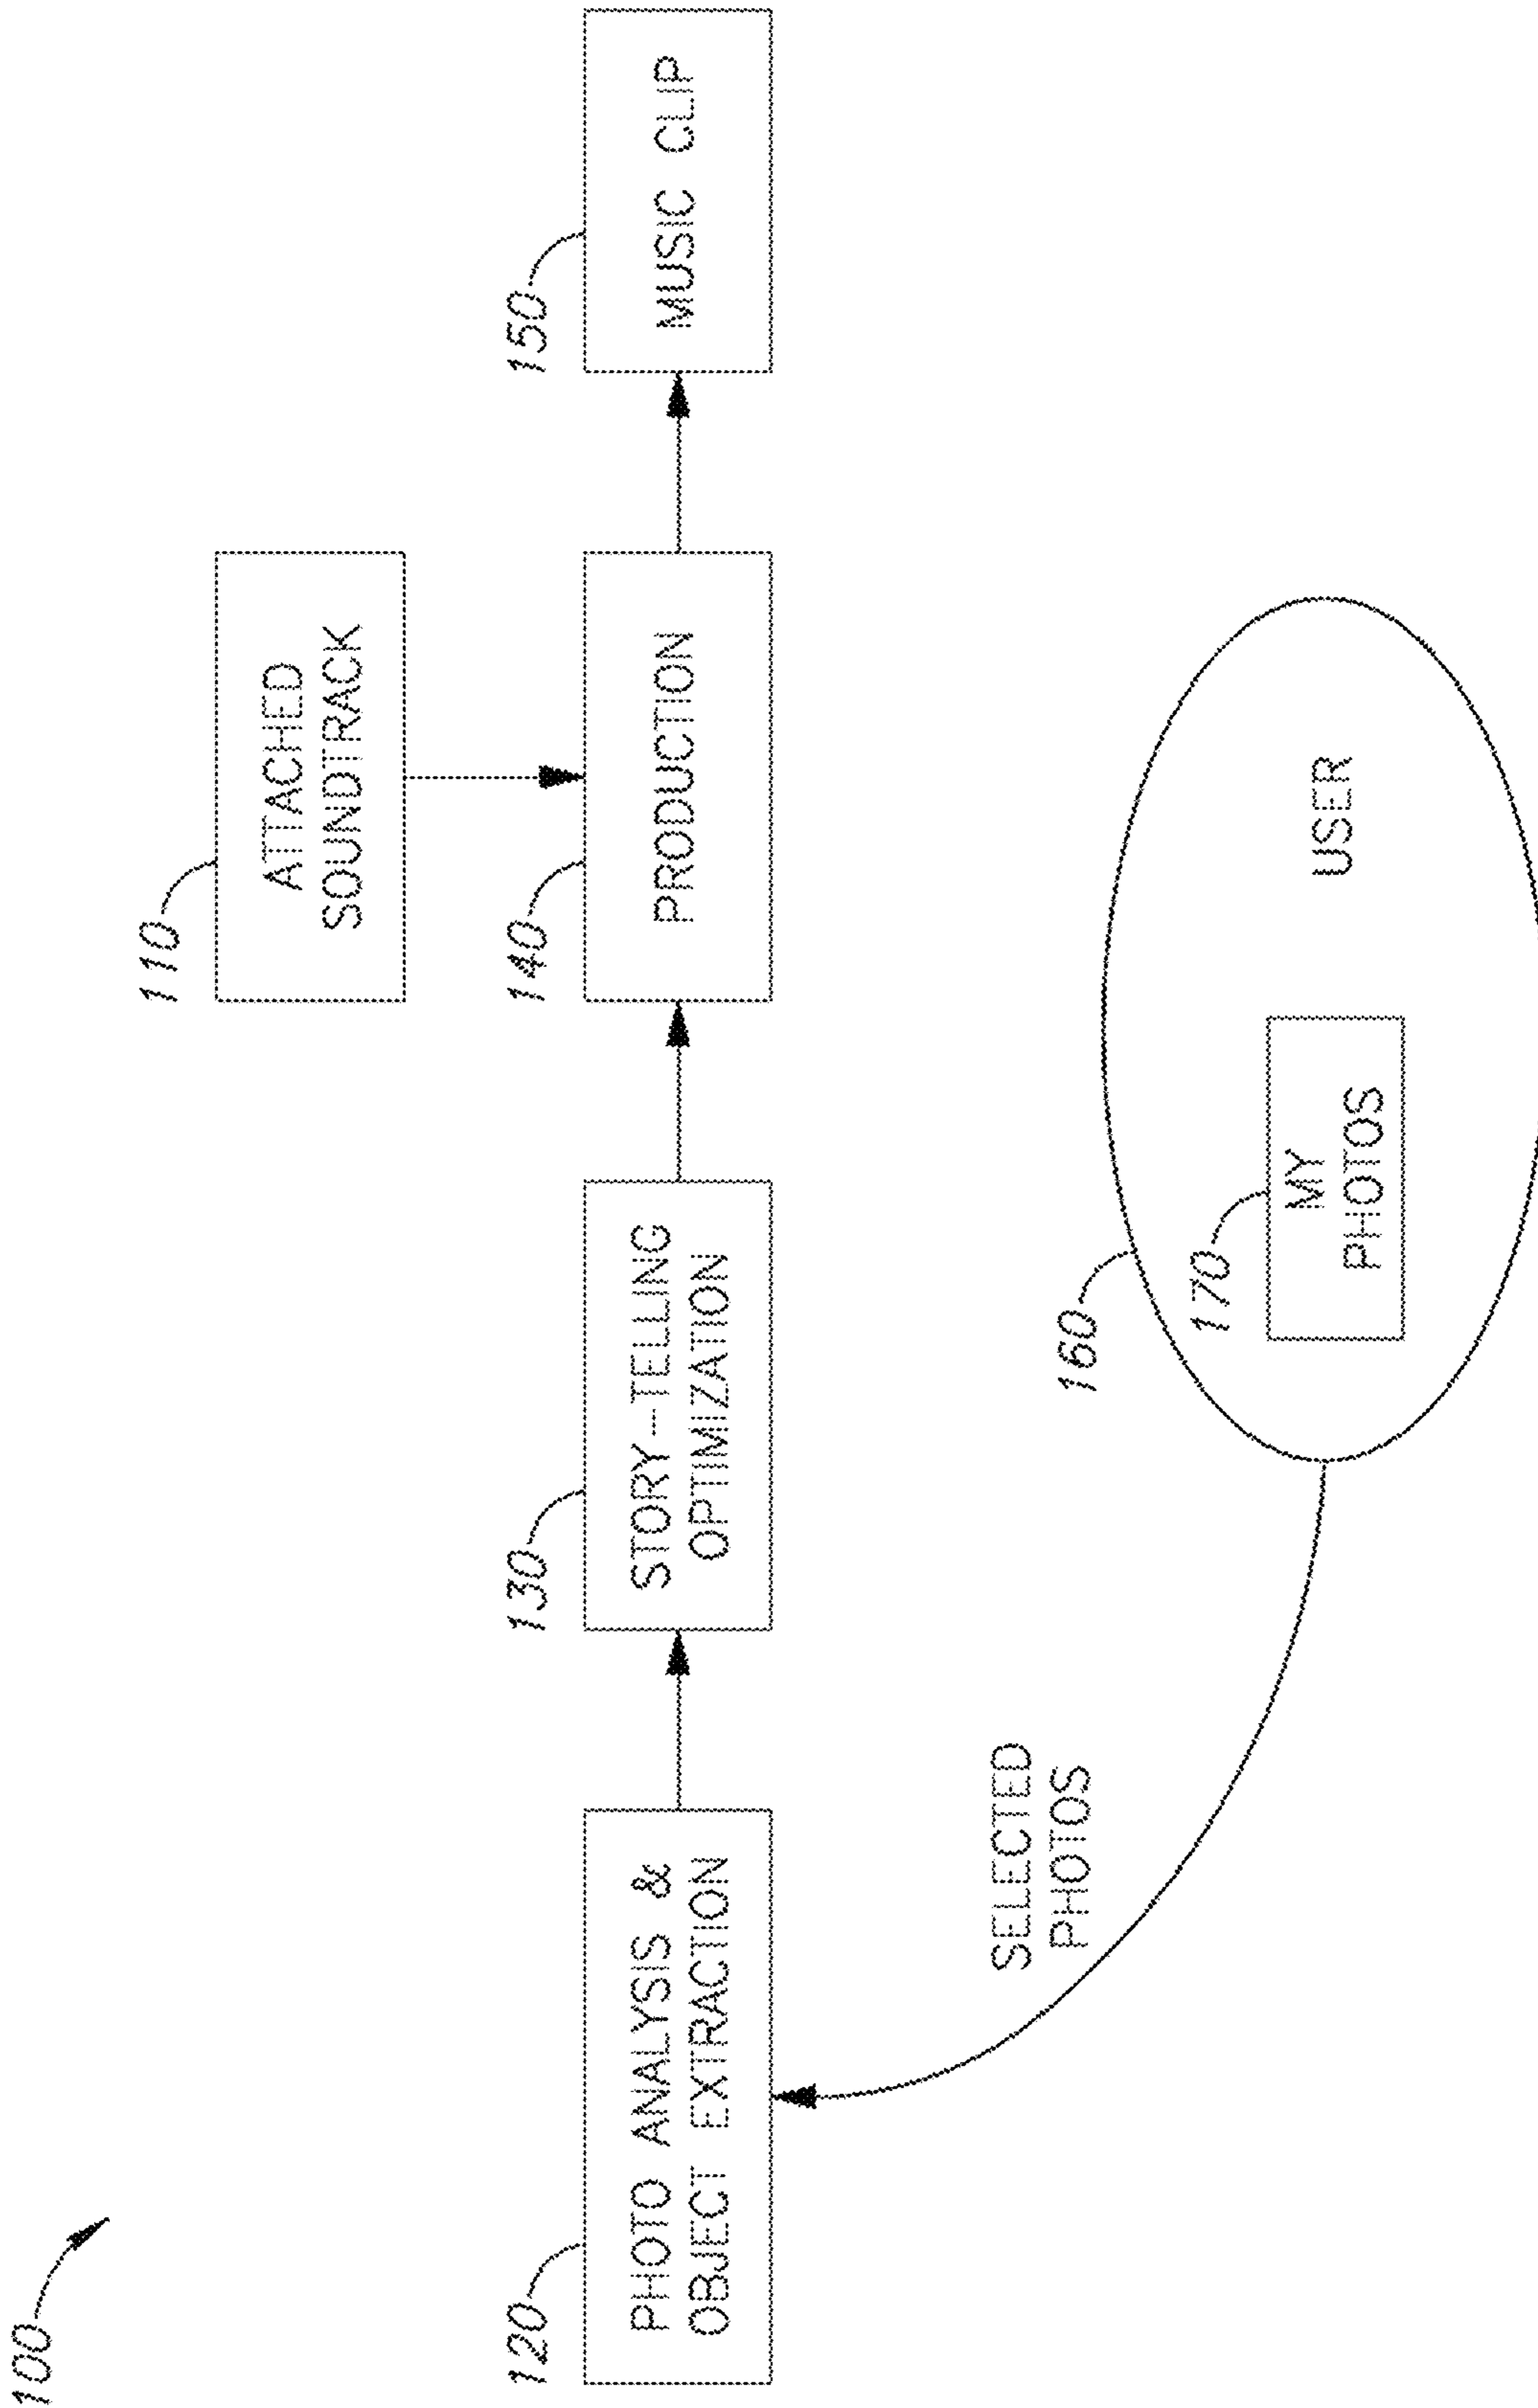 100
110
ATTACHED
SOUNDTRACK
120
PHOTO ANALYSIS &
OBJECT EXTRACTION
130
STORY-TELLING
OPTIMIZATION
140
PRODUCTION
150
MUSIC CLIP
SELECTED
PHOTOS
160
170
MY
PHOTOS
USER